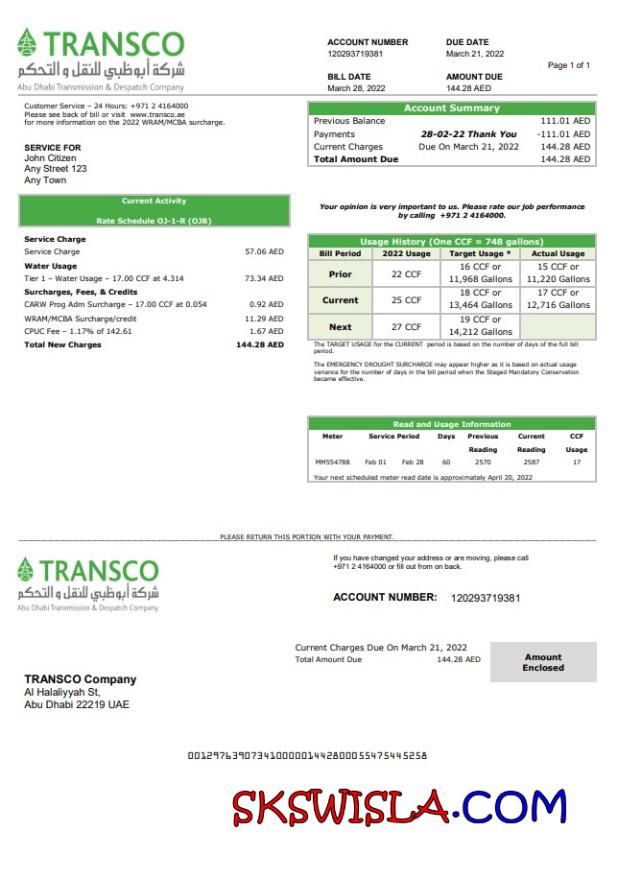 TRANSCO
شركة أبوظبي للنقل و التحكم
Abu Dhabi Transmission & Despatch Company
ACCOUNT NUMBER
120293719381
DUE DATE
March 21, 2022
Page 1 of 1
BILL DATE
March 28, 2022
AMOUNT DUE
144.28 AED
Customer Service – 24 Hours: +971 2 4164000
Please see back of bill or visit www.transco.ae
for more information on the 2022 WRAM/MCBA surcharge.
SERVICE FOR
John Citizen
Any Street 123
Any Town
Account Summary
Previous Balance 111.01 AED
Payments 28-02-22 Thank You -111.01 AED
Current Charges Due On March 21, 2022 144.28 AED
Total Amount Due 144.28 AED
Current Activity
Rate Schedule OJ-1-R (OJB)
Service Charge
Service Charge 57.06 AED
Water Usage
Tier 1 – Water Usage – 17.00 CCF at 4.314 73.34 AED
Surcharges, Fees, & Credits
CARW Prog Adm Surcharge – 17.00 CCF at 0.054 0.92 AED
WRAM/MCBA Surcharge/credit 11.29 AED
CPUC Fee – 1.17% of 142.61 1.67 AED
Total New Charges 144.28 AED
Your opinion is very important to us. Please rate our job performance
by calling +971 2 4164000.
Usage History (One CCF = 748 gallons)
Bill Period 2022 Usage Target Usage * Actual Usage
Prior 22 CCF 16 CCF or 11,968 Gallons 15 CCF or 11,220 Gallons
Current 25 CCF 18 CCF or 13,464 Gallons 17 CCF or 12,716 Gallons
Next 27 CCF 19 CCF or 14,212 Gallons
The TARGET USAGE for the CURRENT period is based on the number of days of the full bill
period.
The EMERGENCY DROUGHT SURCHARGE may appear higher as it is based on actual usage
variance for the number of days in the bill period when the Staged Mandatory Conservation
became effective.
Read and Usage Information
Meter Service Period Days Previous Reading Current Reading CCF Usage
MM554788 Feb 01 Feb 28 60 2570 2587 17
Your next scheduled meter read date is approximately April 20, 2022
PLEASE RETURN THIS PORTION WITH YOUR PAYMENT.
TRANSCO
شركة أبوظبي للنقل و التحكم
Abu Dhabi Transmission & Despatch Company
If you have changed your address or are moving, please call
+971 2 4164000 or fill out from on back.
ACCOUNT NUMBER: 120293719381
Current Charges Due On March 21, 2022
Total Amount Due 144.28 AED
Amount
Enclosed
TRANSCO Company
Al Halaliyyah St,
Abu Dhabi 22219 UAE
00129763907341000001442800055475445258
SKSWISLA.COM